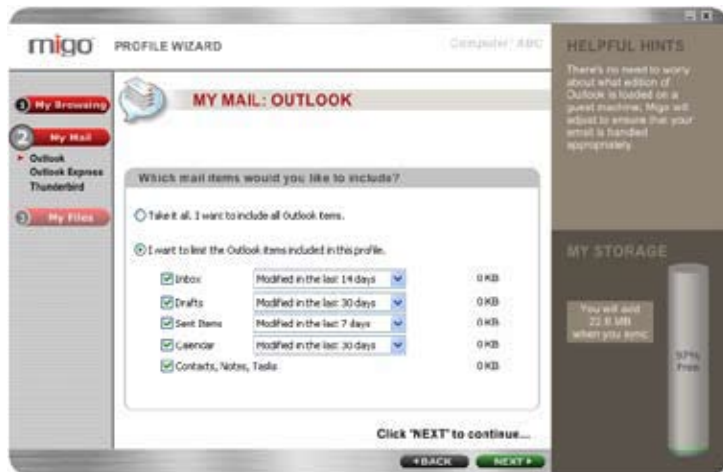 migo
PROFILE WIZARD
Computer: ABC
1 My Browsing
2 My Mail
Outlook
Outlook Express
Thunderbird
3 My Files
MY MAIL: OUTLOOK
Which mail items would you like to include?
Take it all. I want to include all Outlook items.
I want to limit the Outlook items included in this profile.
Inbox Modified in the last 14 days 0 KB
Drafts Modified in the last 30 days 0 KB
Sent Items Modified in the last 7 days 0 KB
Calendar Modified in the last 30 days 0 KB
Contacts, Notes, Tasks 0 KB
Click "NEXT" to continue...
BACK NEXT
HELPFUL HINTS
There's no need to worry
about what edition of
Outlook is loaded on a
guest machine, Migo will
adjust to ensure that your
email is handled
appropriately.
MY STORAGE
You will add
22.8 MB
when you sync
97%
Free